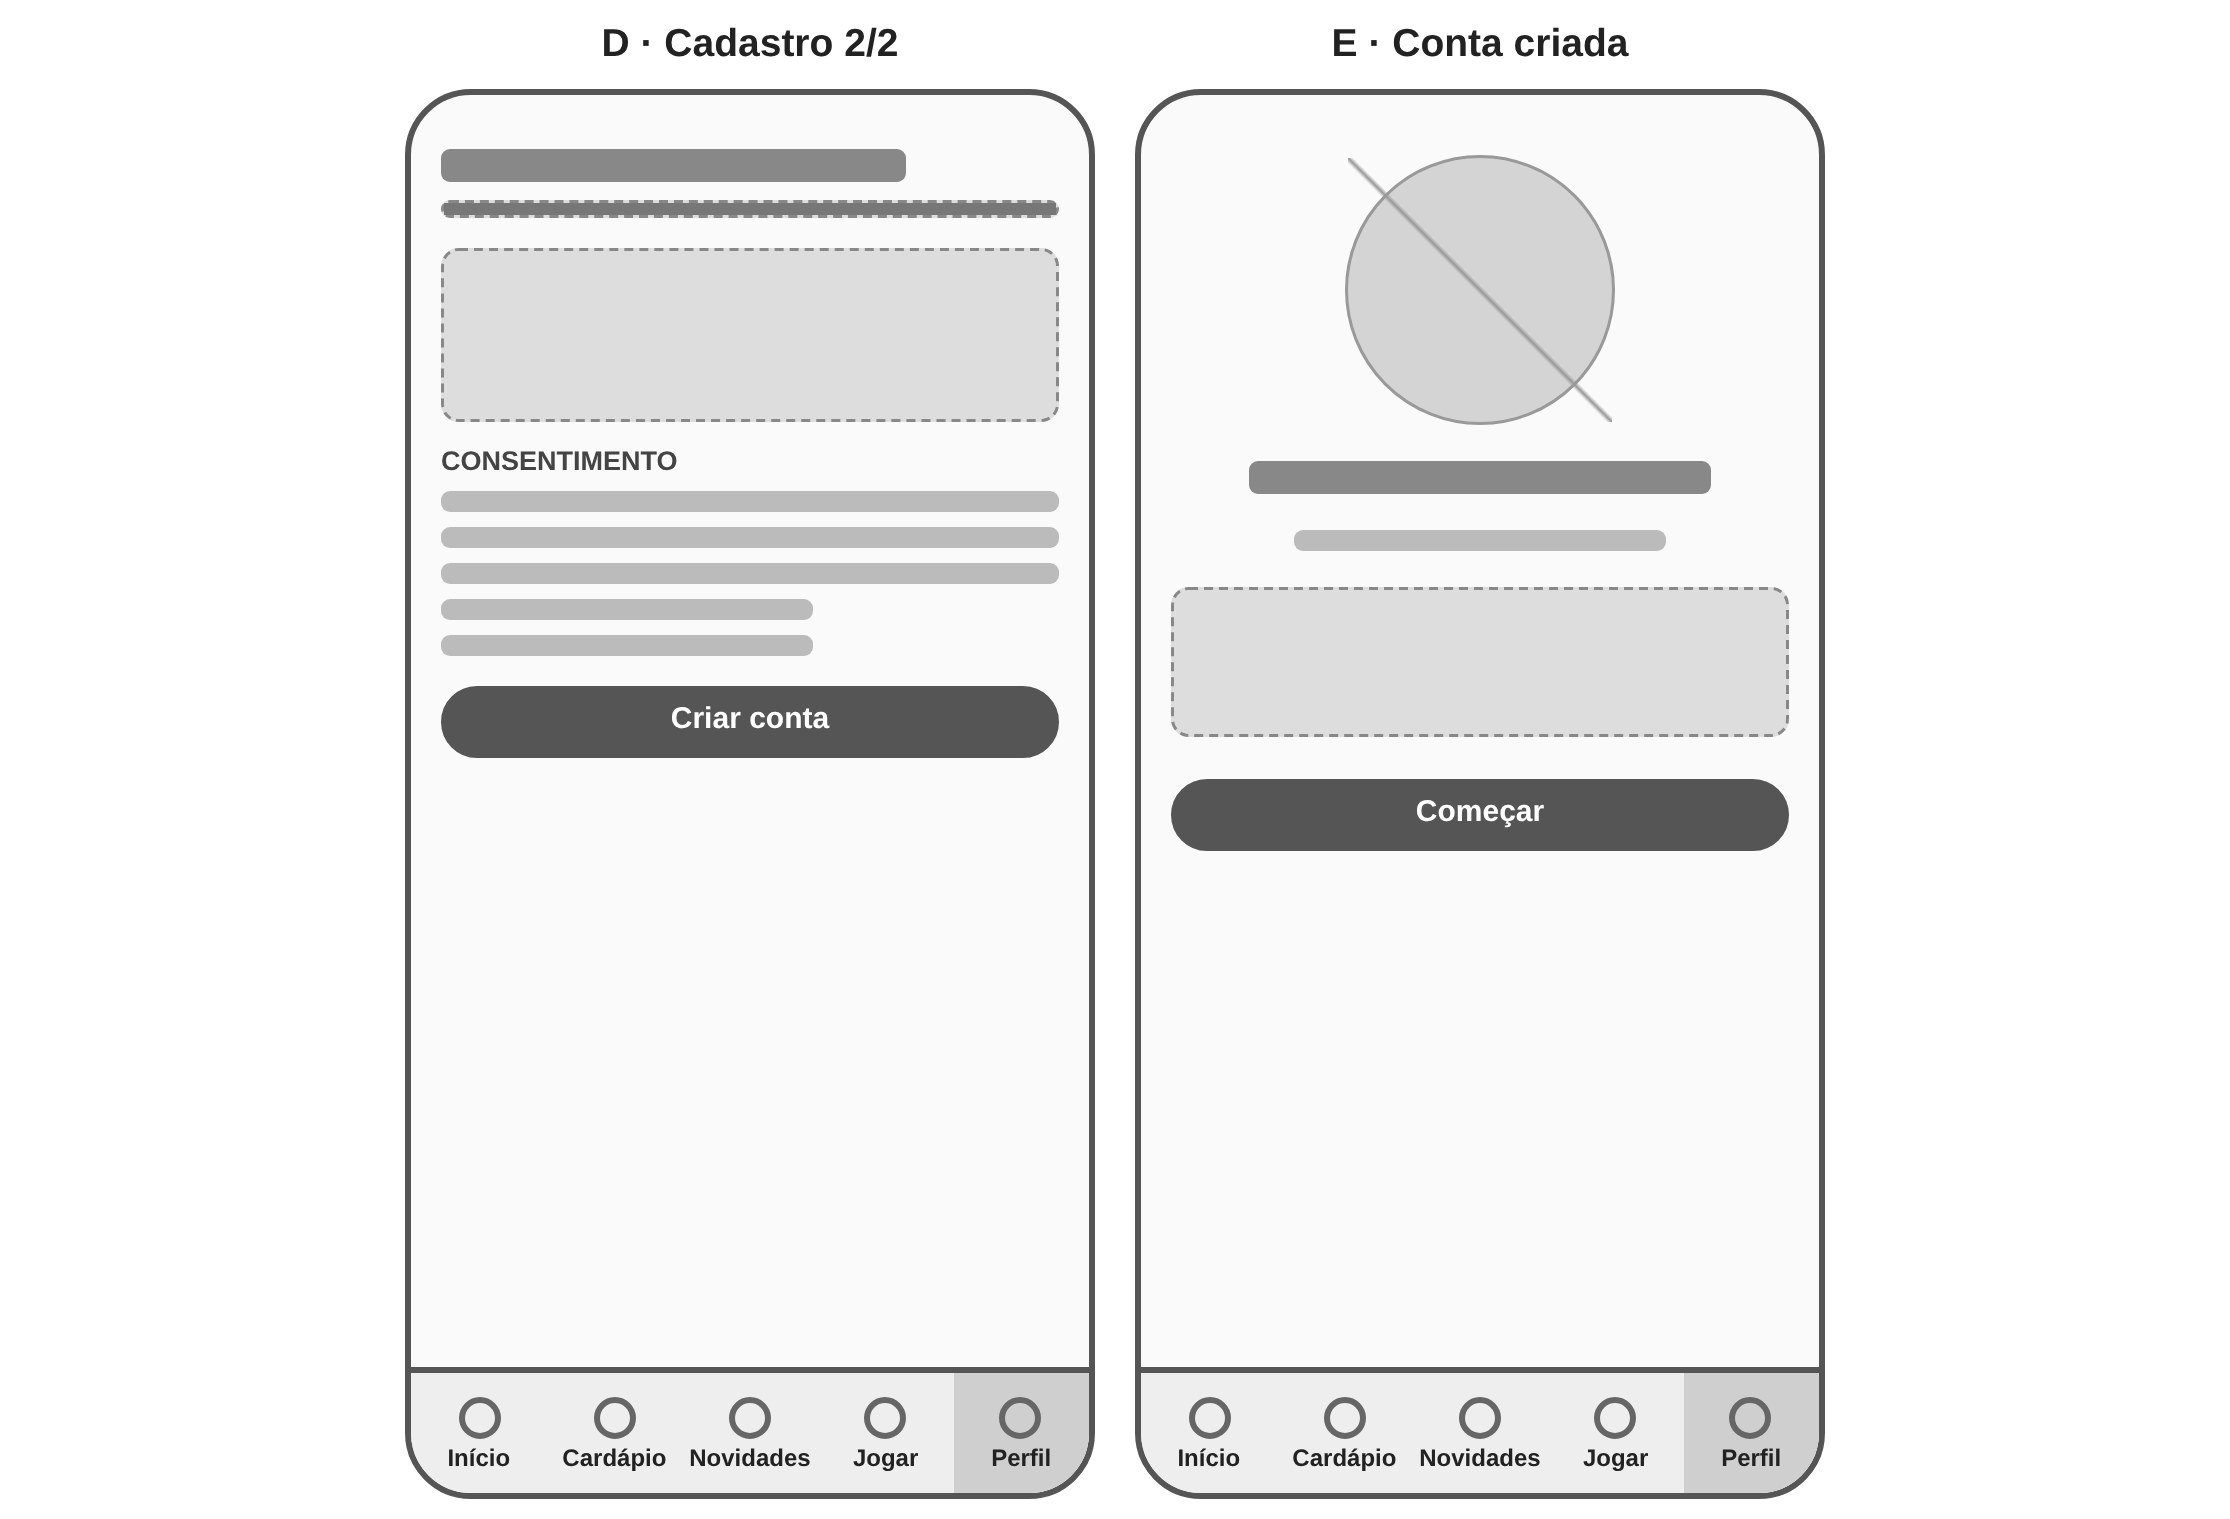 D · Cadastro 2/2
CONSENTIMENTO
Criar conta
Início Cardápio Novidades Jogar Perfil
E · Conta criada
Começar
Início Cardápio Novidades Jogar Perfil